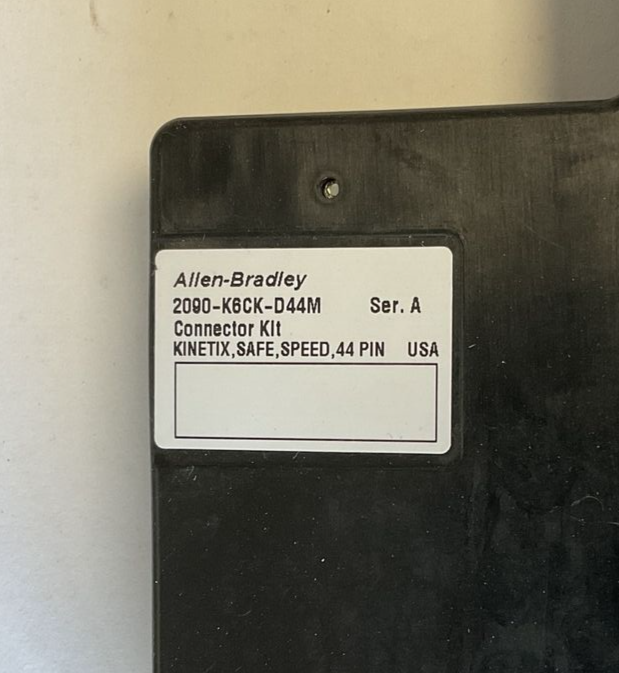 Allen-Bradley
2090-K6CK-D44M Ser. A
Connector Kit
KINETIX,SAFE,SPEED,44 PIN USA